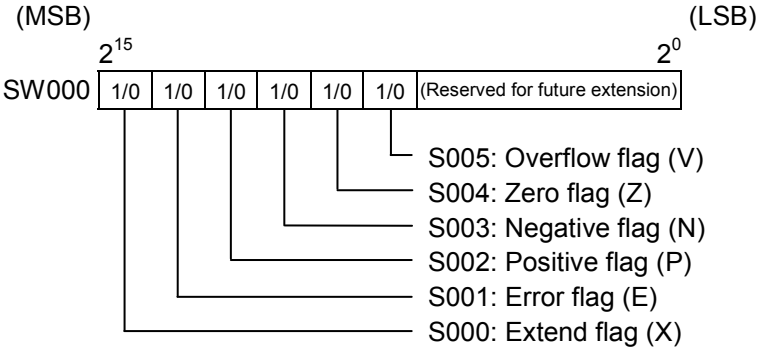 (MSB) (LSB)
2^15 2^0
SW000 1/0 1/0 1/0 1/0 1/0 1/0 (Reserved for future extension)
S005: Overflow flag (V)
S004: Zero flag (Z)
S003: Negative flag (N)
S002: Positive flag (P)
S001: Error flag (E)
S000: Extend flag (X)